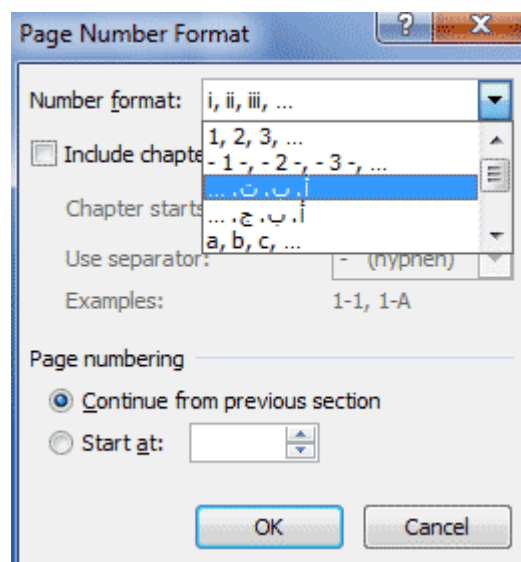 Page Number Format
Number format: i, ii, iii, ...
1, 2, 3, ...
Include chapte
- 1 -, - 2 -, - 3 -, ...
أ. ب. ت. ...
Chapter starts
أ. ب. ج. ...
a, b, c, ...
Use separator: - (hyphen)
Examples: 1-1, 1-A
Page numbering
Continue from previous section
Start at:
OK Cancel